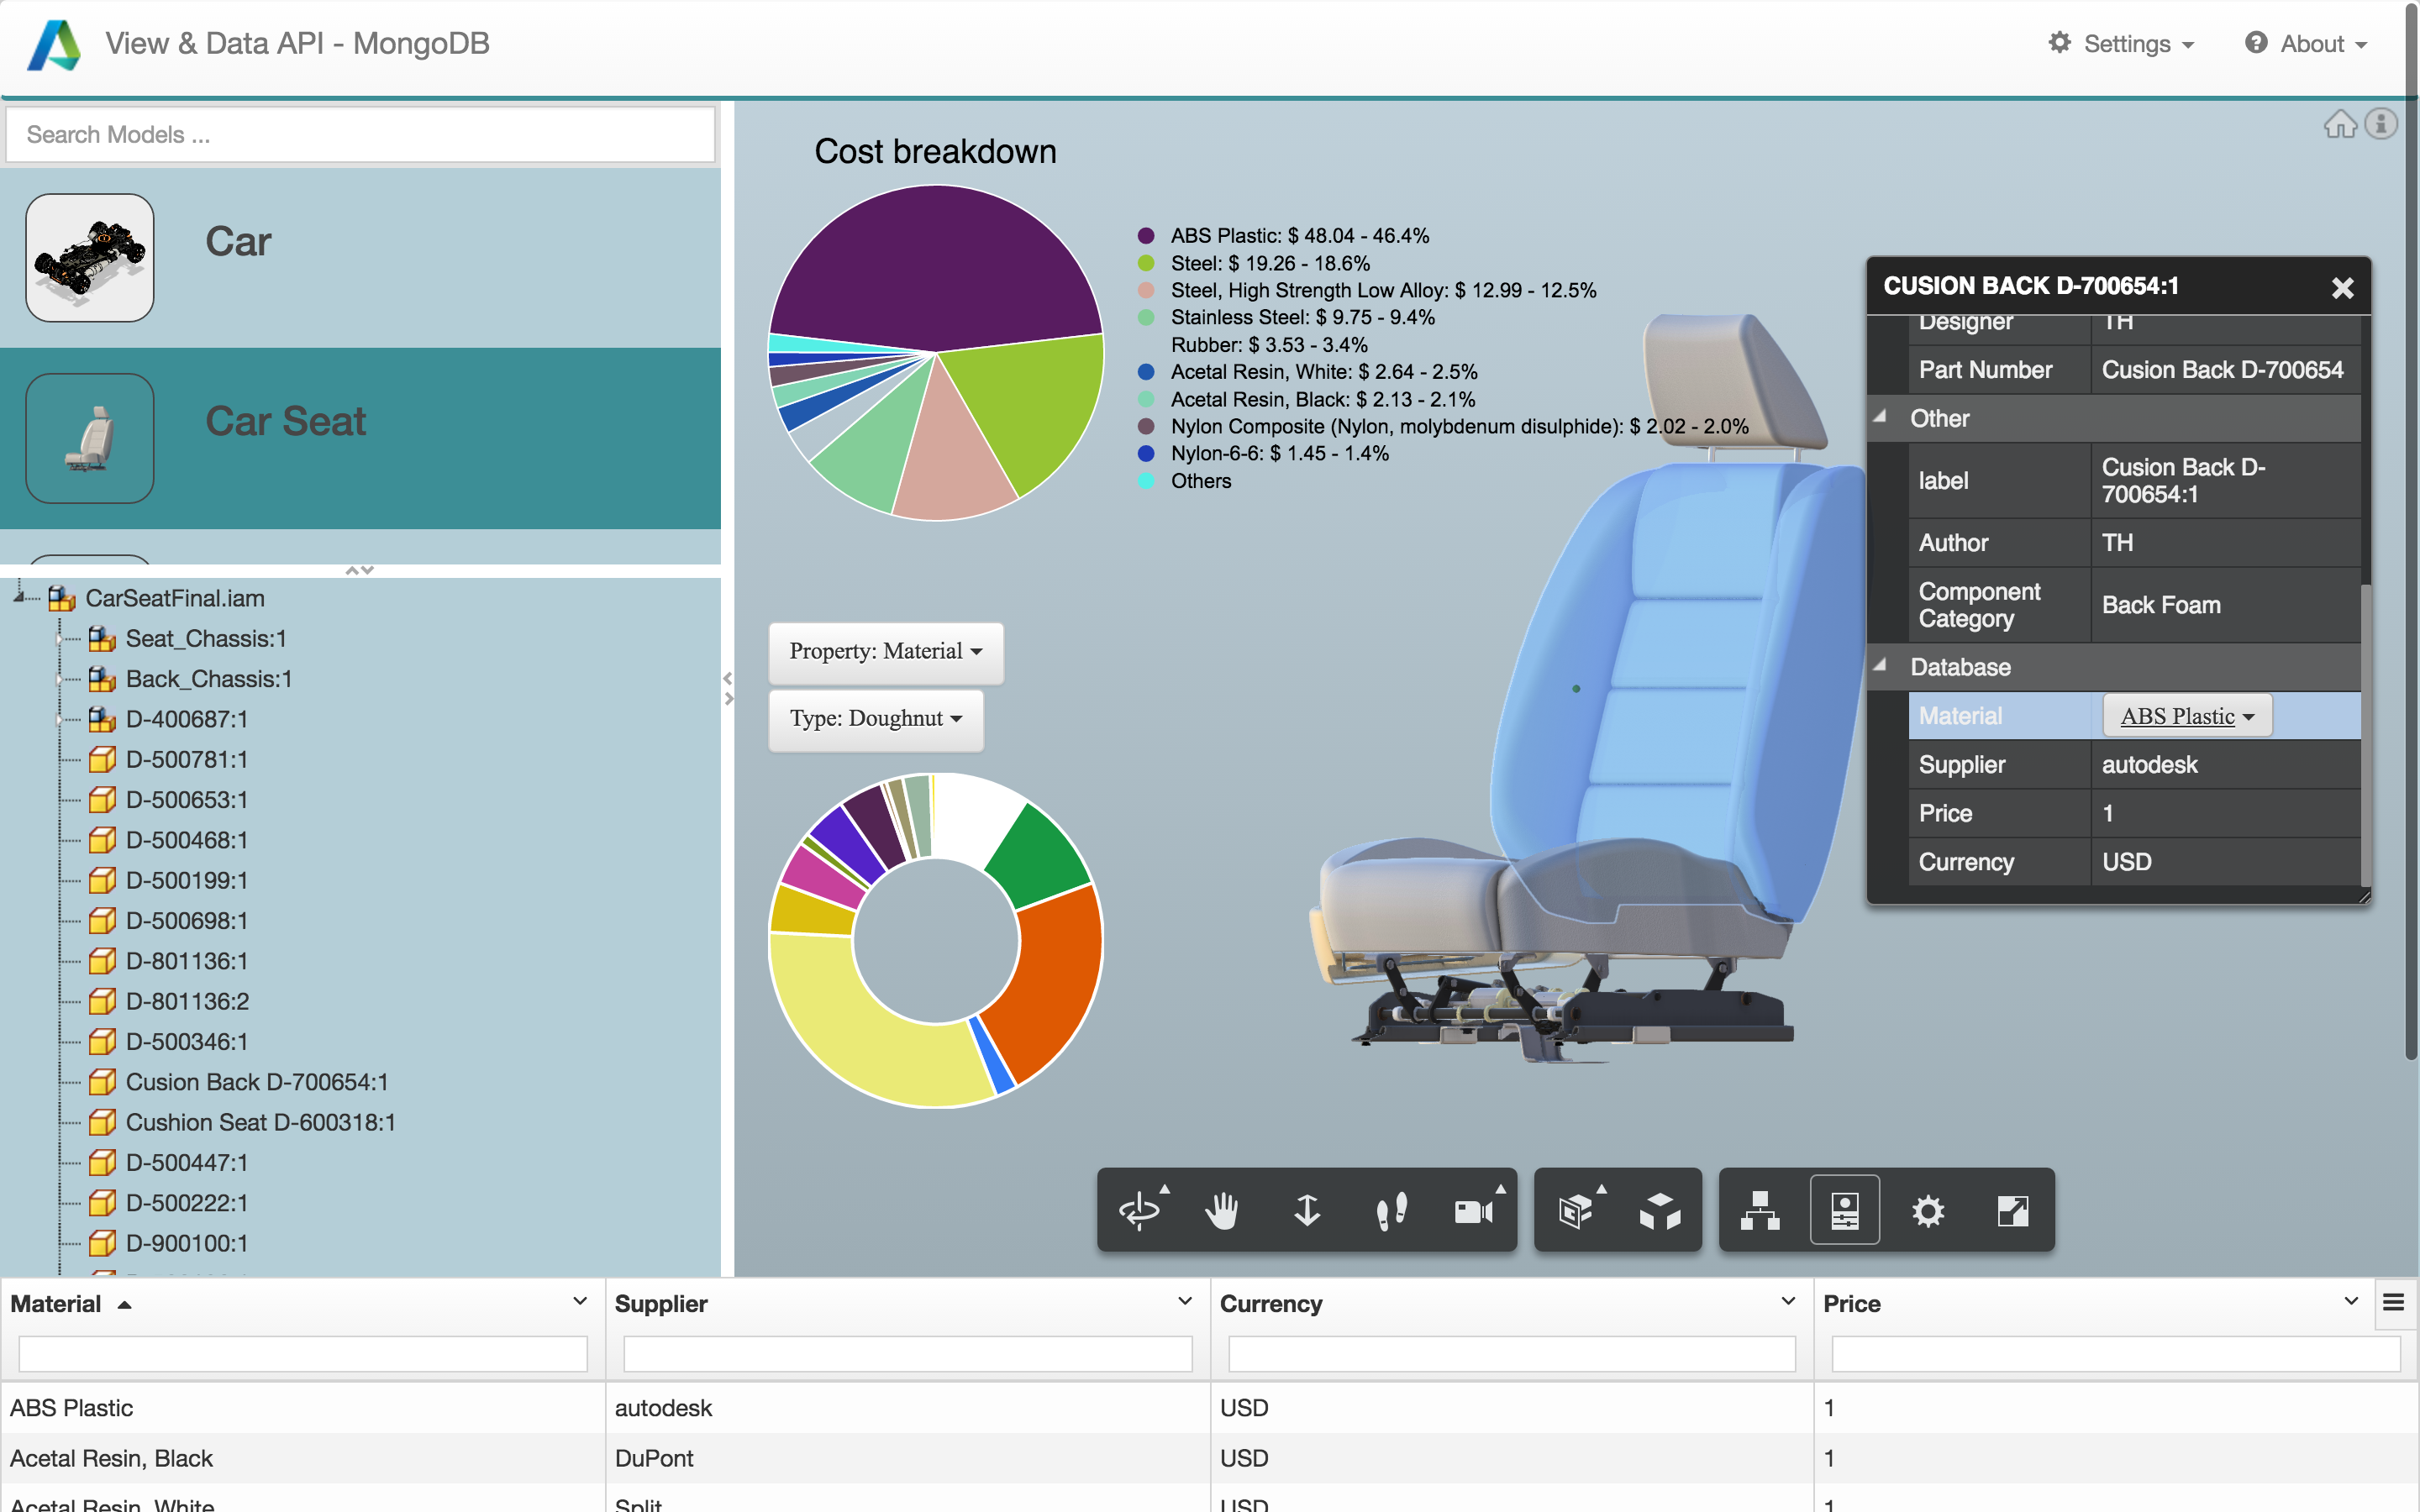 View & Data API - MongoDB
Settings
About
Search Models ...
Car
Car Seat
CarSeatFinal.iam
Seat_Chassis:1
Back_Chassis:1
D-400687:1
D-500781:1
D-500653:1
D-500468:1
D-500199:1
D-500698:1
D-801136:1
D-801136:2
D-500346:1
Cusion Back D-700654:1
Cushion Seat D-600318:1
D-500447:1
D-500222:1
D-900100:1
Cost breakdown
ABS Plastic: $ 48.04 - 46.4%
Steel: $ 19.26 - 18.6%
Steel, High Strength Low Alloy: $ 12.99 - 12.5%
Stainless Steel: $ 9.75 - 9.4%
Rubber: $ 3.53 - 3.4%
Acetal Resin, White: $ 2.64 - 2.5%
Acetal Resin, Black: $ 2.13 - 2.1%
Nylon Composite (Nylon, molybdenum disulphide): $ 2.02 - 2.0%
Nylon-6-6: $ 1.45 - 1.4%
Others
Property: Material
Type: Doughnut
CUSION BACK D-700654:1
Designer TH
Part Number Cusion Back D-700654
Other
label Cusion Back D-
700654:1
Author TH
Component
Category Back Foam
Database
Material ABS Plastic
Supplier autodesk
Price 1
Currency USD
Material Supplier Currency Price
ABS Plastic autodesk USD 1
Acetal Resin, Black DuPont USD 1
Acetal Resin, White Split USD 1